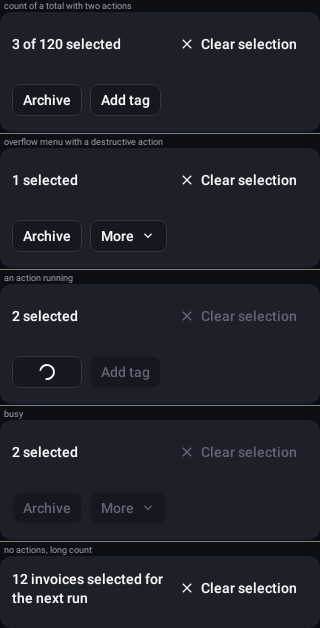 count of a total with two actions
3 of 120 selected
Clear selection
Archive
Add tag
overflow menu with a destructive action
1 selected
Clear selection
Archive
More
an action running
2 selected
Clear selection
Add tag
busy
2 selected
Clear selection
Archive
More
no actions, long count
12 invoices selected for
the next run
Clear selection